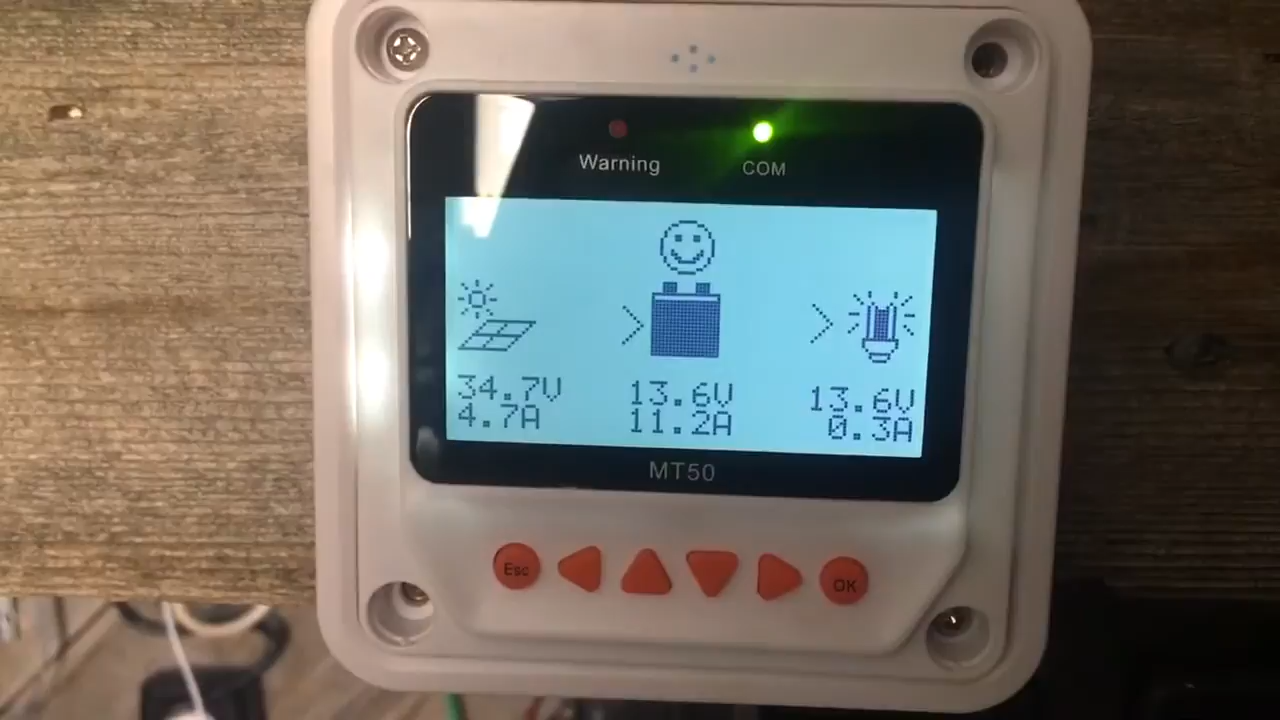 Warning COM
34.7V 13.6V 13.6V
4.7A 11.2A 0.3A
MT50
Esc OK